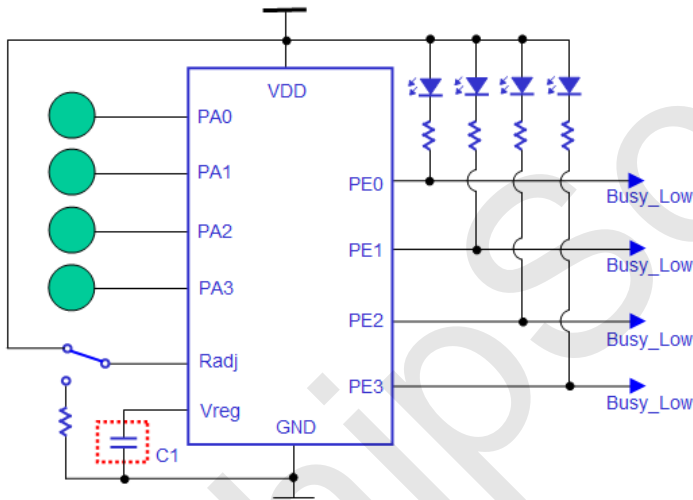 VDD
PA0
PA1
PA2
PA3
Radj
Vreg
GND
C1
PE0
PE1
PE2
PE3
Busy_Low
Busy_Low
Busy_Low
Busy_Low